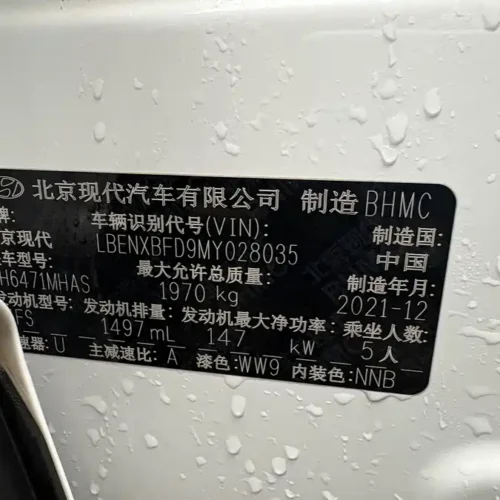 北京现代汽车有限公司 制造 BHMC
牌: 车辆识别代号(VIN): 制造国:
京现代 LBENXBFD9MY028035 中国
车型: 最大允许总质量: 制造年月:
H6471MHAS 1970 kg 2021-12
发动机型号: 发动机排量: 发动机最大净功率: 乘坐人数:
FS 1497 mL 147 kW 5人
速器: U 主减速比: A 漆色:WW9 内装色:NNB